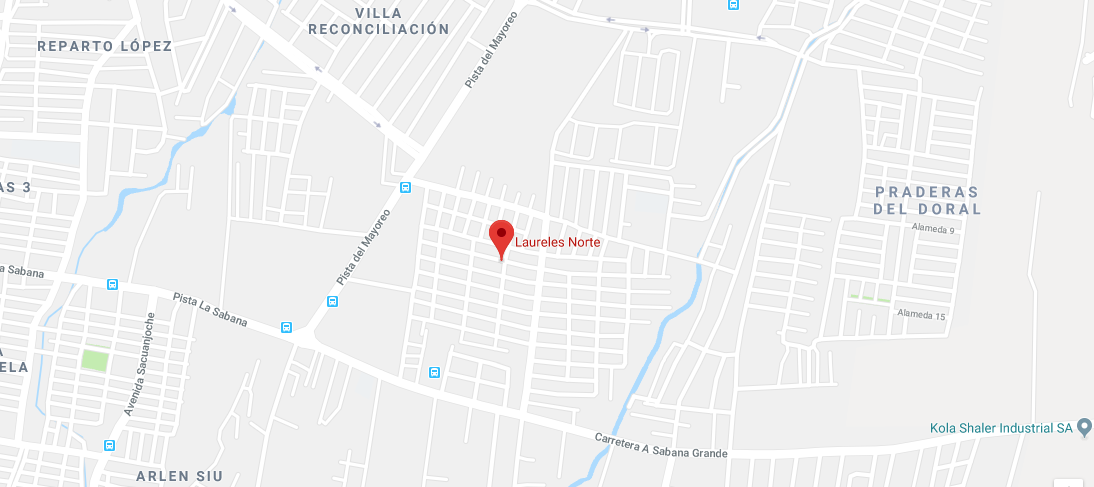 VILLA
RECONCILIACIÓN
REPARTO LÓPEZ
Pista del Mayoreo
AS 3
PRADERAS
DEL DORAL
Alameda 9
Laureles Norte
Pista del Mayoreo
a Sabana
Pista La Sabana
Alameda 15
Avenida Sacuanjoche
A
ELA
Kola Shaler Industrial SA
Carretera A Sabana Grande
ARLEN SIU